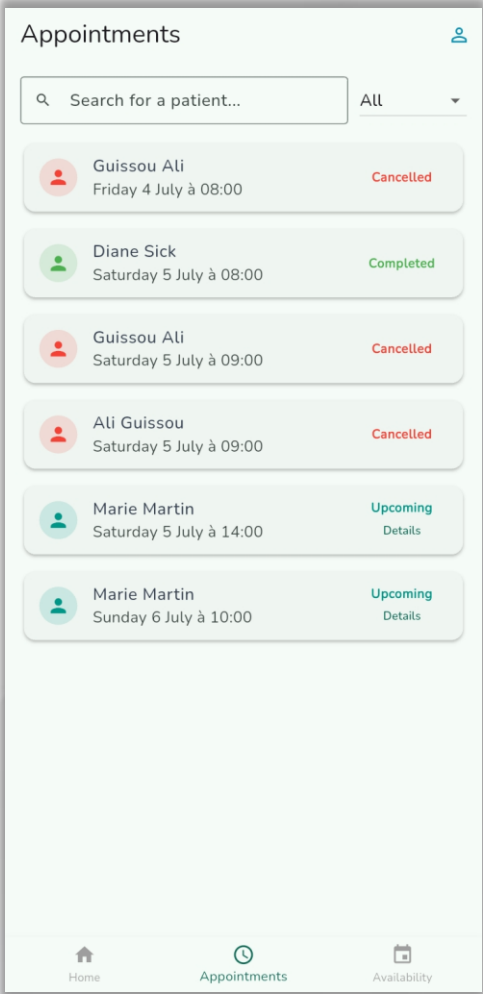 Appointments
Search for a patient...
All
Guissou Ali
Friday 4 July à 08:00
Cancelled
Diane Sick
Saturday 5 July à 08:00
Completed
Guissou Ali
Saturday 5 July à 09:00
Cancelled
Ali Guissou
Saturday 5 July à 09:00
Cancelled
Marie Martin
Saturday 5 July à 14:00
Upcoming
Details
Marie Martin
Sunday 6 July à 10:00
Upcoming
Details
Home
Appointments
Availability